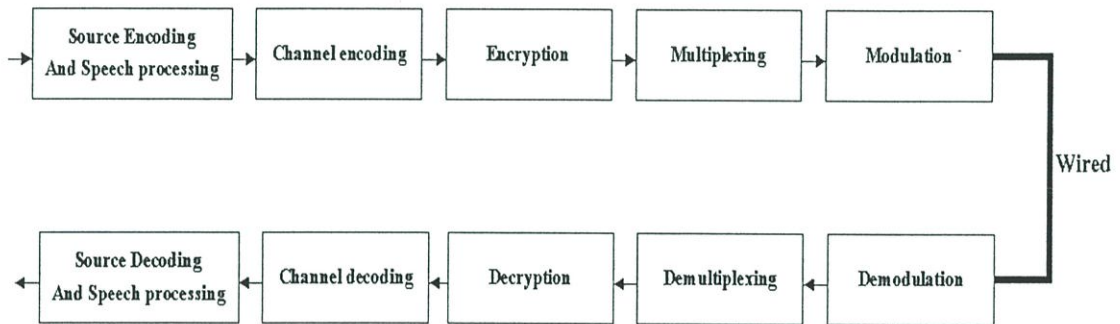 Source Encoding
And Speech processing
Channel encoding
Encryption
Multiplexing
Modulation
Wired
Source Decoding
And Speech processing
Channel decoding
Decryption
Demultiplexing
Demodulation